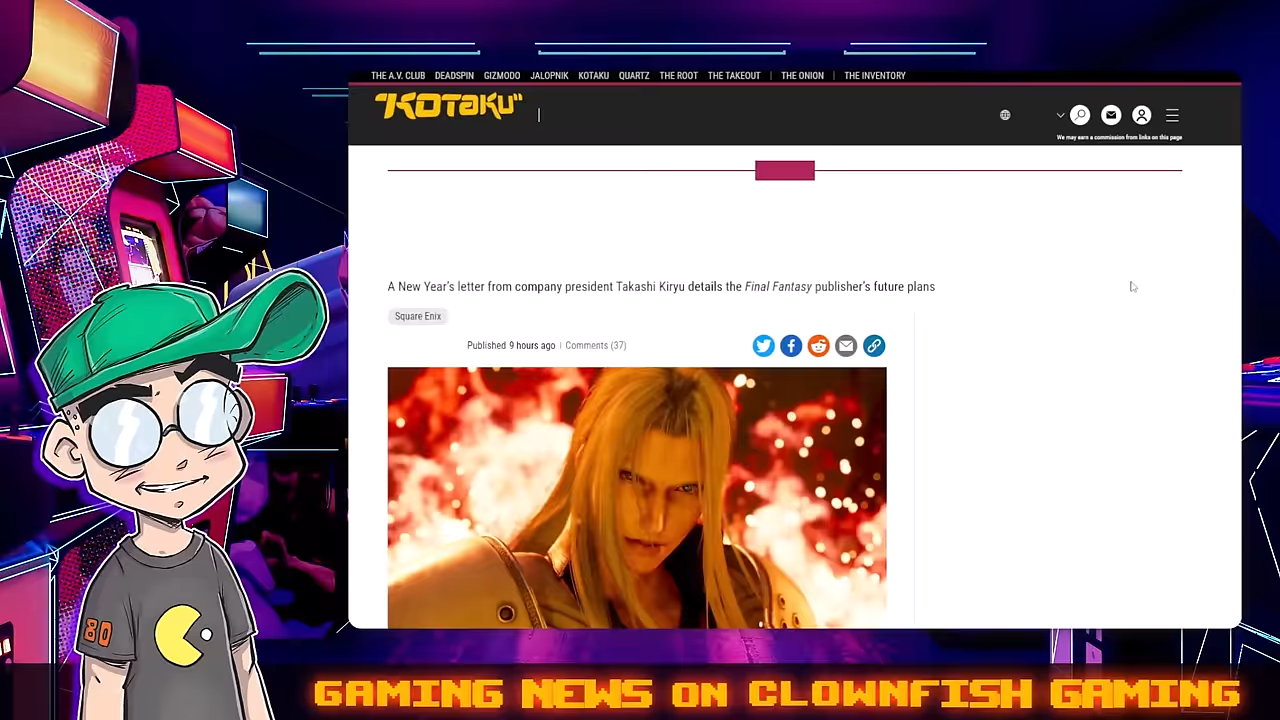 THE A.V. CLUB DEADSPIN GIZMODO JALOPNIK KOTAKU QUARTZ THE ROOT THE TAKEOUT | THE ONION | THE INVENTORY
"KOTAKU" |
We may earn a commission from links on this page
A New Year's letter from company president Takashi Kiryu details the Final Fantasy publisher's future plans
Square Enix
Published 9 hours ago | Comments (37)
80
GAMING NEWS ON CLOWNFISH GAMING